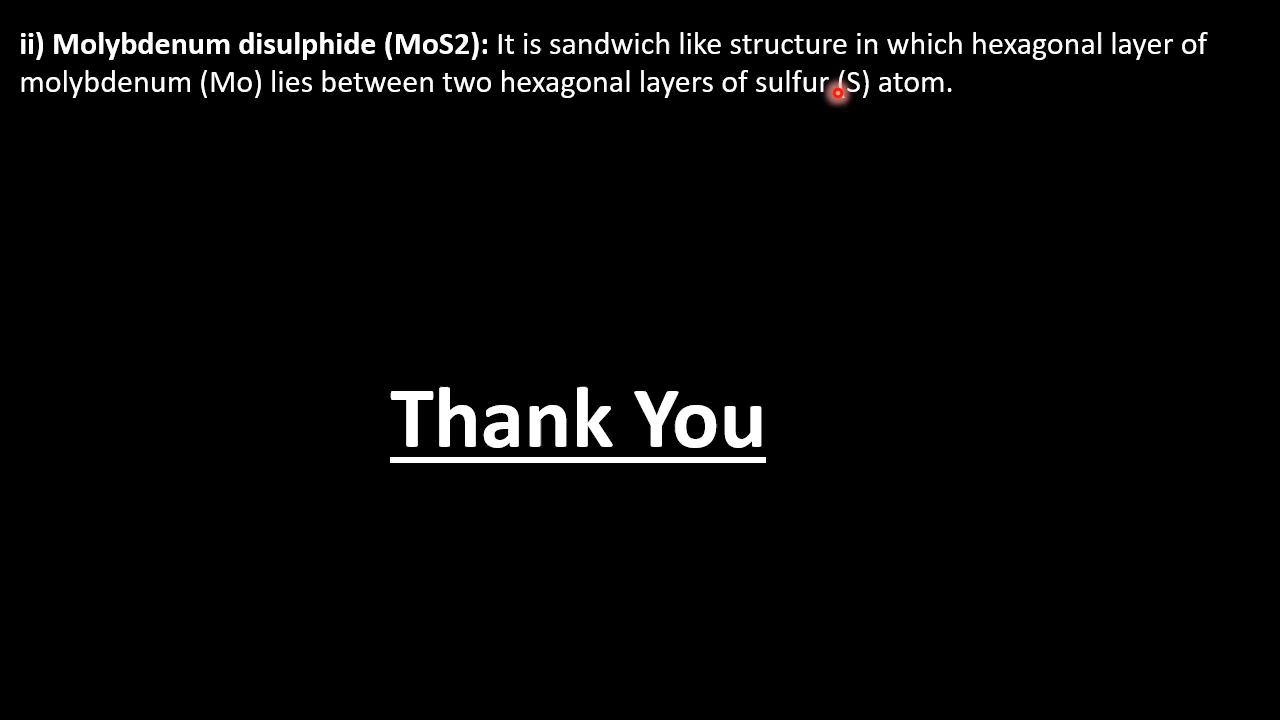 ii) Molybdenum disulphide (MoS2): It is sandwich like structure in which hexagonal layer of
molybdenum (Mo) lies between two hexagonal layers of sulfur (S) atom.
Thank You